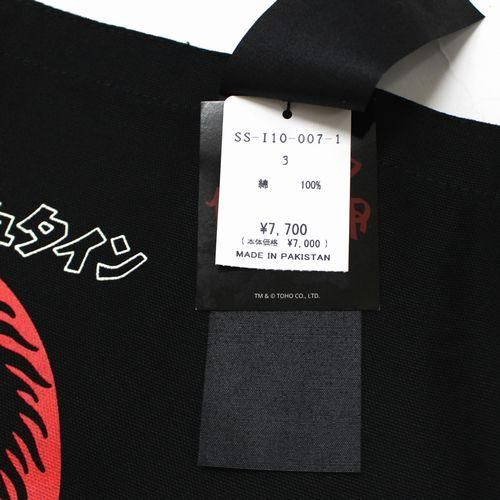 SS-I10-007-1
3
綿 100%
¥7,700
( 本体価格 ¥7,000 )
MADE IN PAKISTAN
TM & © TOHO CO., LTD.
ュタイン